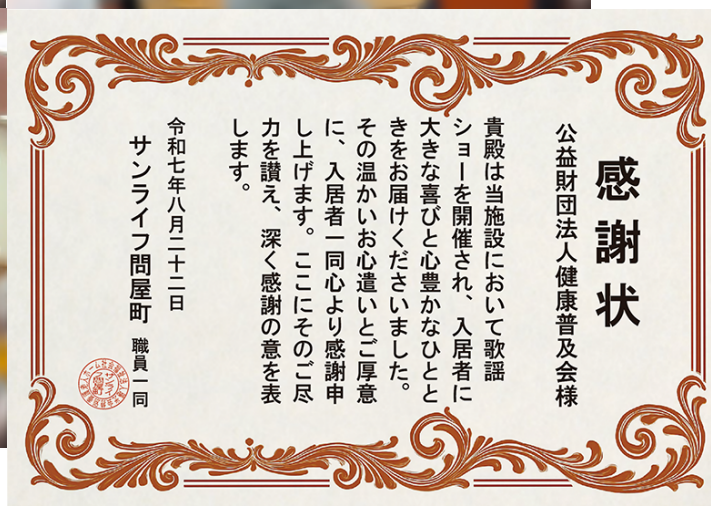 感謝状
公益財団法人健康普及会様
貴殿は当施設において歌謡
ショーを開催され、入居者に
大きな喜びと心豊かなひとと
きをお届けくださいました。
その温かいお心遣いとご厚意
に、入居者一同心より感謝申
し上げます。ここにそのご尽
力を讃え、深く感謝の意を表
します。
令和七年八月二十二日
サンライフ問屋町 職員一同